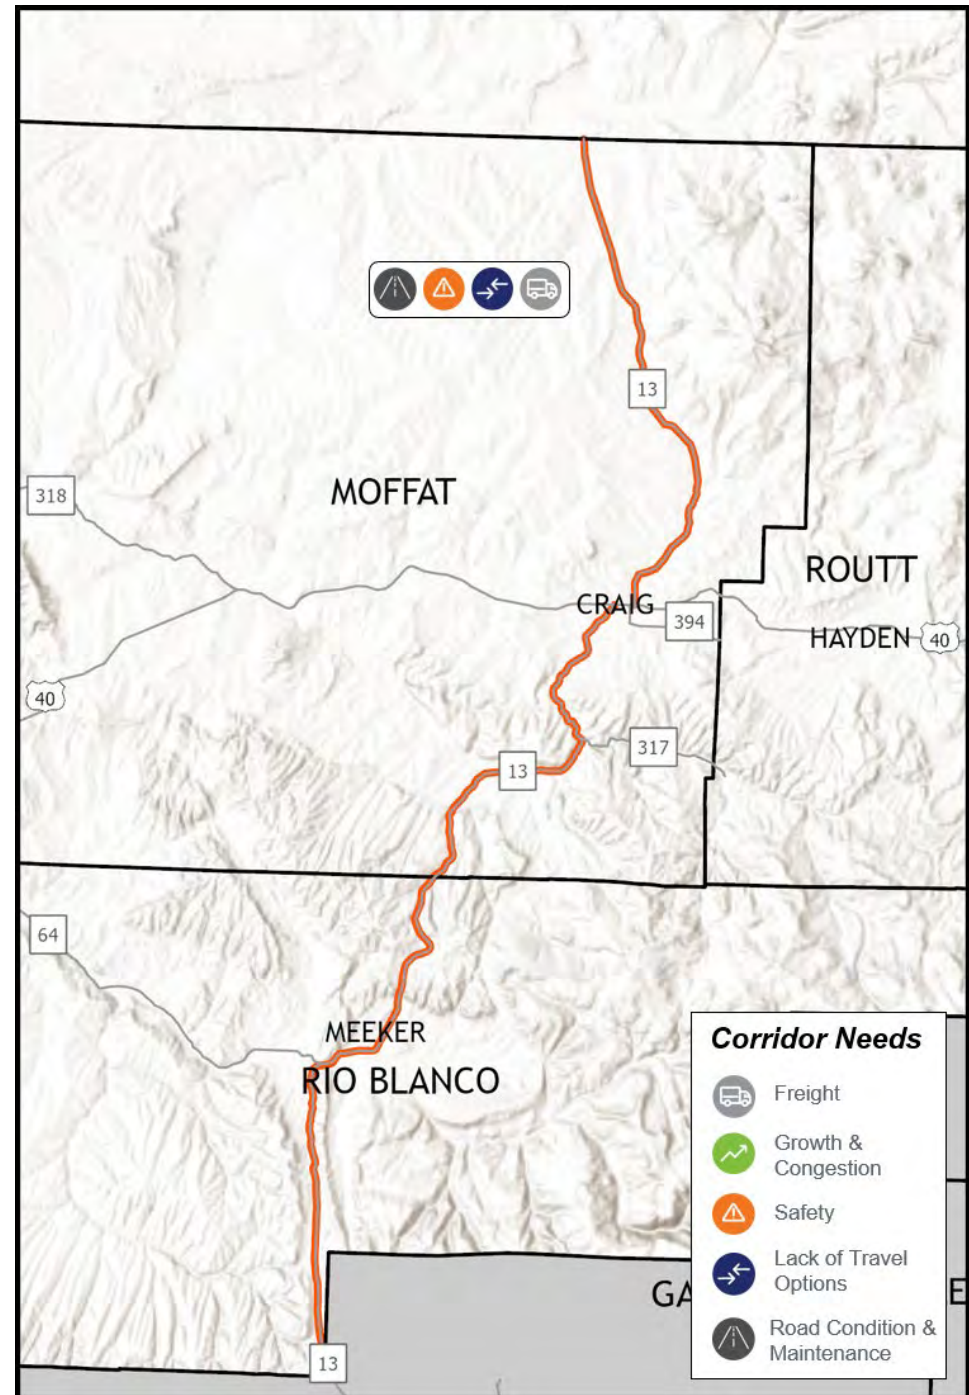 13
318
MOFFAT
ROUTT
CRAIG
394
HAYDEN
40
40
317
13
64
MEEKER
RIO BLANCO
Corridor Needs
Freight
Growth &
Congestion
Safety
Lack of Travel
Options
Road Condition &
Maintenance
GA
E
13